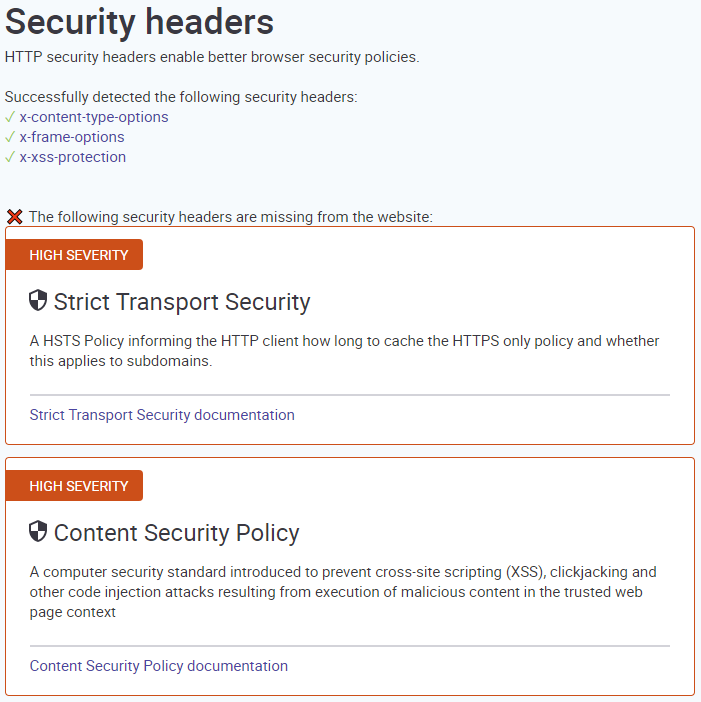 Security headers
HTTP security headers enable better browser security policies.
Successfully detected the following security headers:
✓ x-content-type-options
✓ x-frame-options
✓ x-xss-protection
❌ The following security headers are missing from the website:
HIGH SEVERITY
Strict Transport Security
A HSTS Policy informing the HTTP client how long to cache the HTTPS only policy and whether
this applies to subdomains.
Strict Transport Security documentation
HIGH SEVERITY
Content Security Policy
A computer security standard introduced to prevent cross-site scripting (XSS), clickjacking and
other code injection attacks resulting from execution of malicious content in the trusted web
page context
Content Security Policy documentation